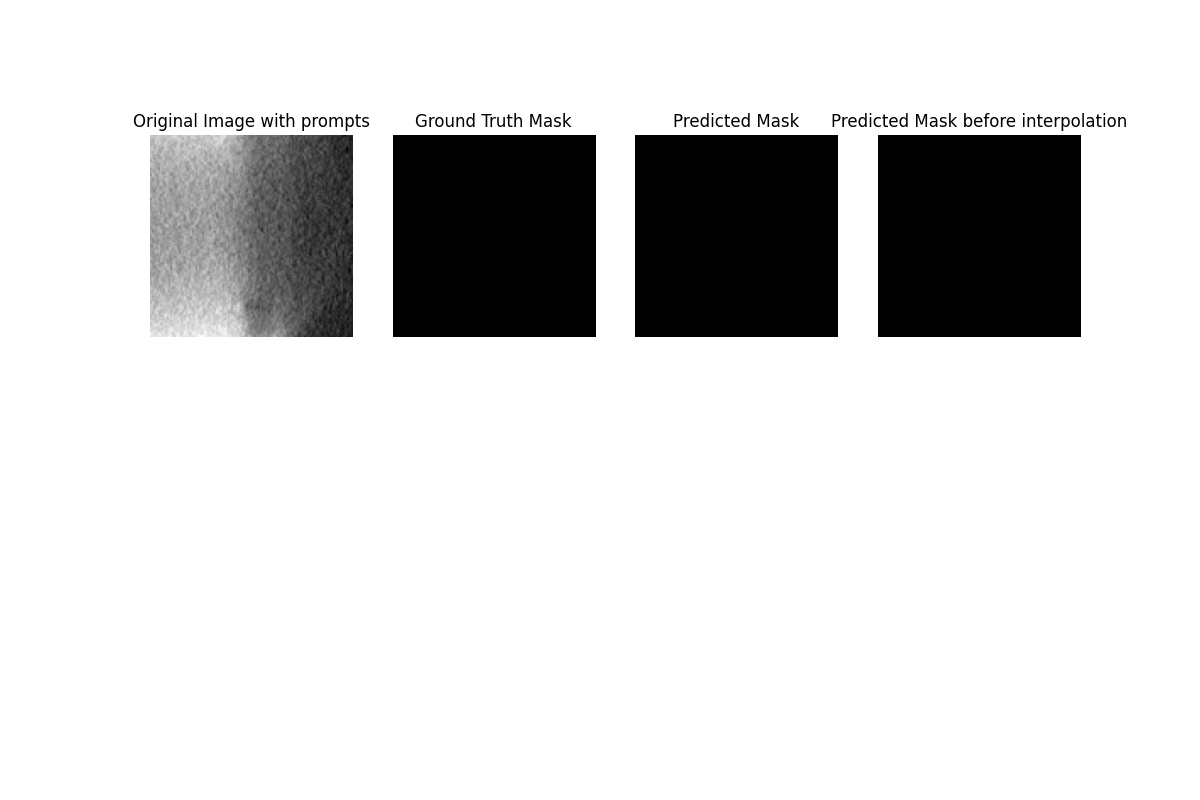 Original Image with prompts
Ground Truth Mask
Predicted Mask
Predicted Mask before interpolation